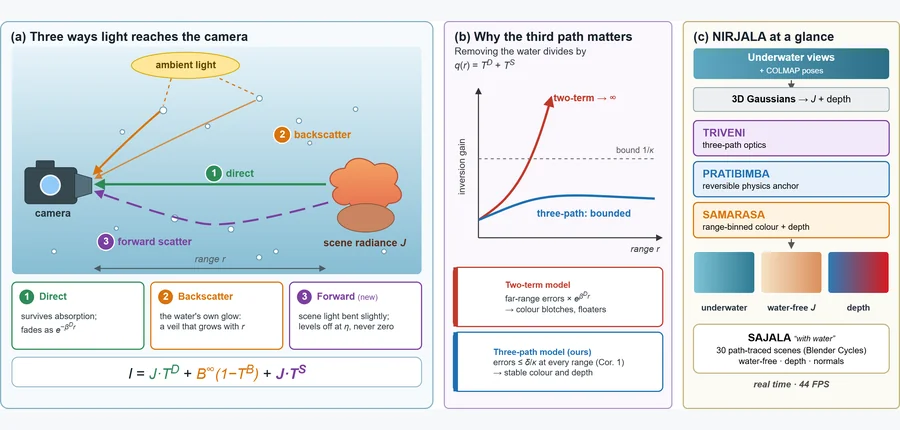 (a) Three ways light reaches the camera
ambient light
2 backscatter
1 direct
camera
3 forward scatter
scene radiance J
range r
1 Direct
survives absorption;
fades as e^−β^D r
2 Backscatter
the water's own glow:
a veil that grows with r
3 Forward (new)
scene light bent slightly;
levels off at η, never zero
I = J·T^D + B^∞(1−T^B) + J·T^S
(b) Why the third path matters
Removing the water divides by
q(r) = T^D + T^S
two-term → ∞
bound 1/κ
inversion gain
three-path: bounded
range r
Two-term model
far-range errors × e^β^D r
→ colour blotches, floaters
Three-path model (ours)
errors ≤ δ/κ at every range (Cor. 1)
→ stable colour and depth
(c) NIRJALA at a glance
Underwater views
+ COLMAP poses
3D Gaussians → J + depth
TRIVENI
three-path optics
PRATIBIMBA
reversible physics anchor
SAMARASA
range-binned colour + depth
underwater
water-free J
depth
SAJALA "with water"
30 path-traced scenes (Blender Cycles)
water-free · depth · normals
real time · 44 FPS